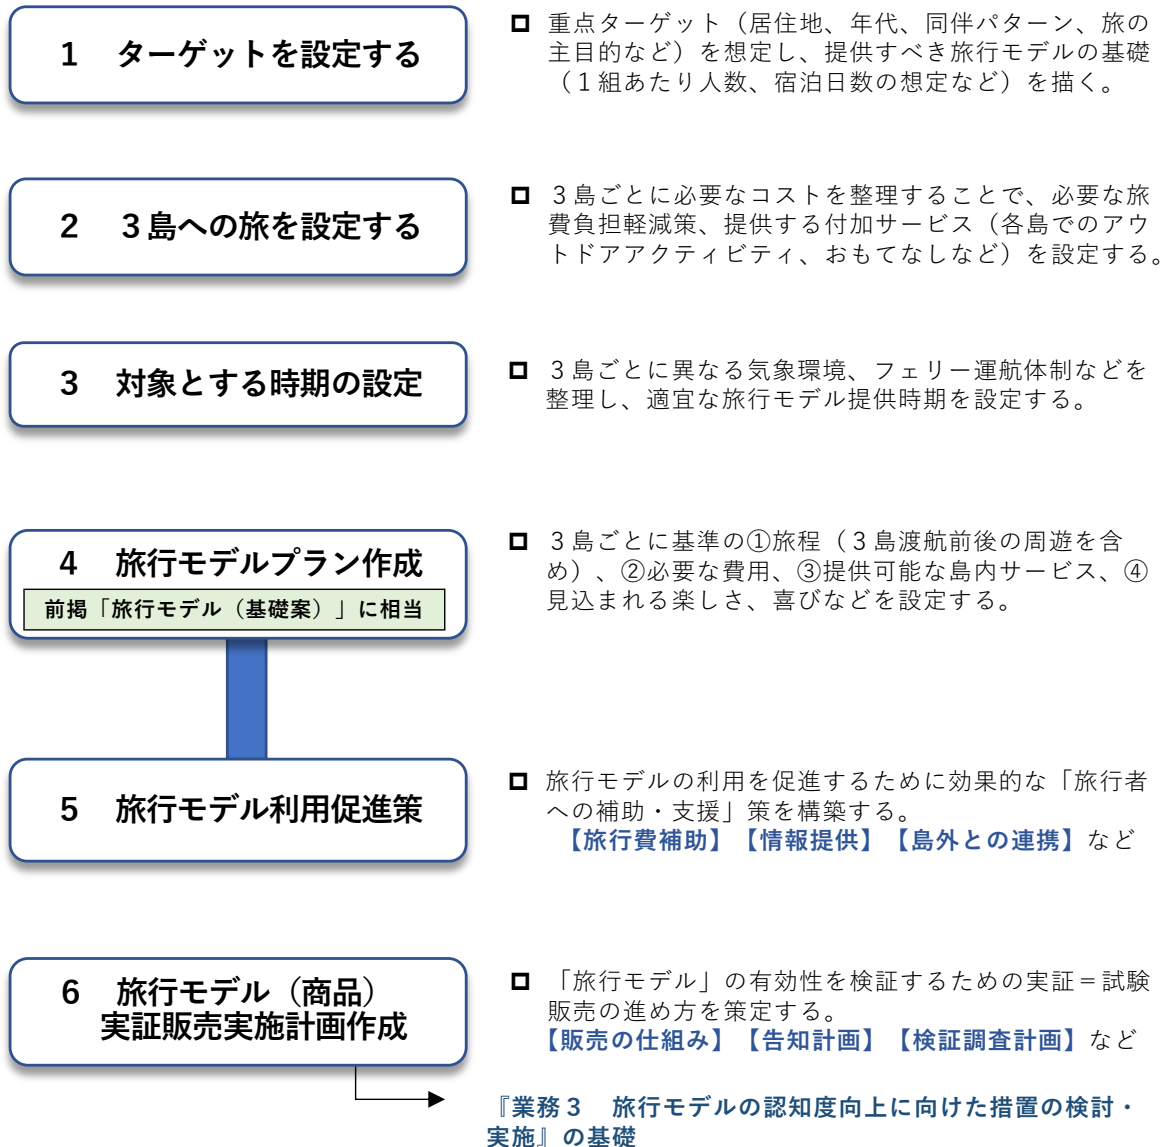 1　ターゲットを設定する
□ 重点ターゲット（居住地、年代、同伴パターン、旅の
主目的など）を想定し、提供すべき旅行モデルの基礎
（１組あたり人数、宿泊日数の想定など）を描く。
2　３島への旅を設定する
□ ３島ごとに必要なコストを整理することで、必要な旅
費負担軽減策、提供する付加サービス（各島でのアウ
トドアアクティビティ、おもてなしなど）を設定する。
3　対象とする時期の設定
□ ３島ごとに異なる気象環境、フェリー運航体制などを
整理し、適宜な旅行モデル提供時期を設定する。
4　旅行モデルプラン作成
前掲「旅行モデル（基礎案）」に相当
□ ３島ごとに基準の①旅程（３島渡航前後の周遊を含
め）、②必要な費用、③提供可能な島内サービス、④
見込まれる楽しさ、喜びなどを設定する。
5　旅行モデル利用促進策
□ 旅行モデルの利用を促進するために効果的な「旅行者
への補助・支援」策を構築する。
【旅行費補助】【情報提供】【島外との連携】など
6　旅行モデル（商品）
実証販売実施計画作成
□ 「旅行モデル」の有効性を検証するための実証＝試験
販売の進め方を策定する。
【販売の仕組み】【告知計画】【検証調査計画】など
『業務３　旅行モデルの認知度向上に向けた措置の検討・
実施』の基礎